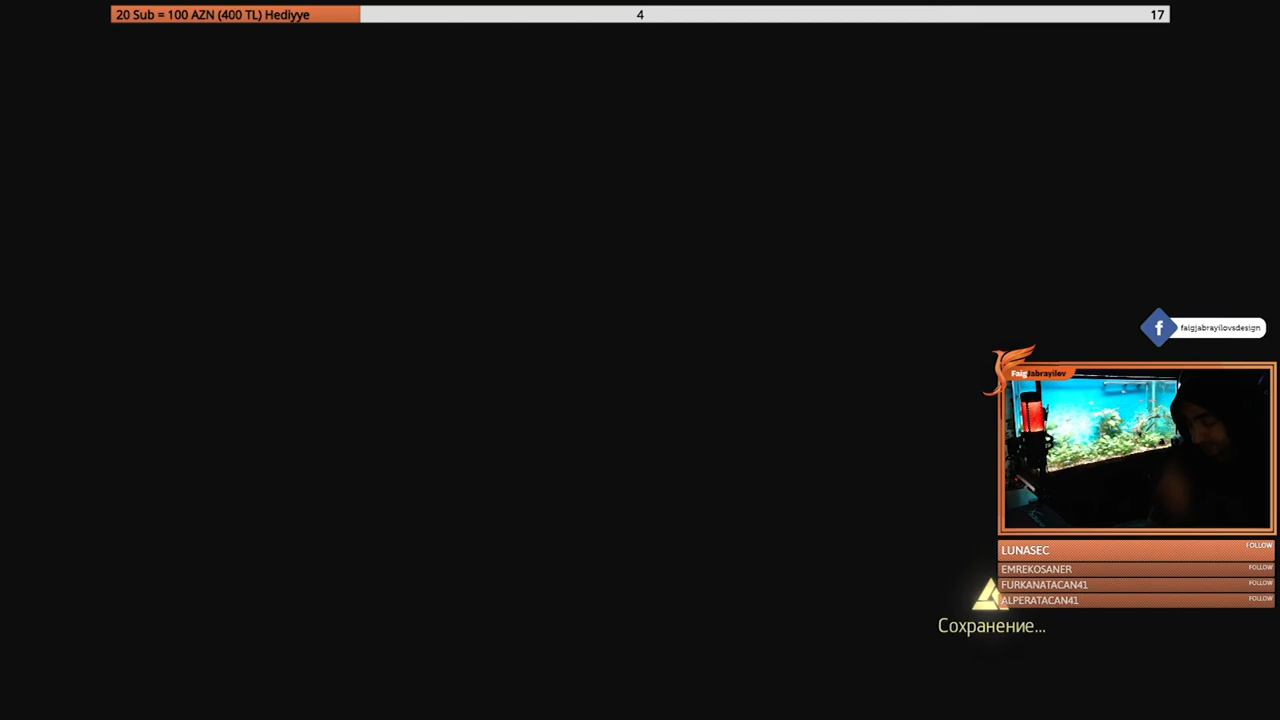 20 Sub = 100 AZN (400 TL) Hediyye 4 17
faigjabrayilovsdesign
FaigJabrayilov
LUNASEC FOLLOW
EMREKOSANER FOLLOW
FURKANATACAN41 FOLLOW
ALPERATACAN41 FOLLOW
Сохранение...